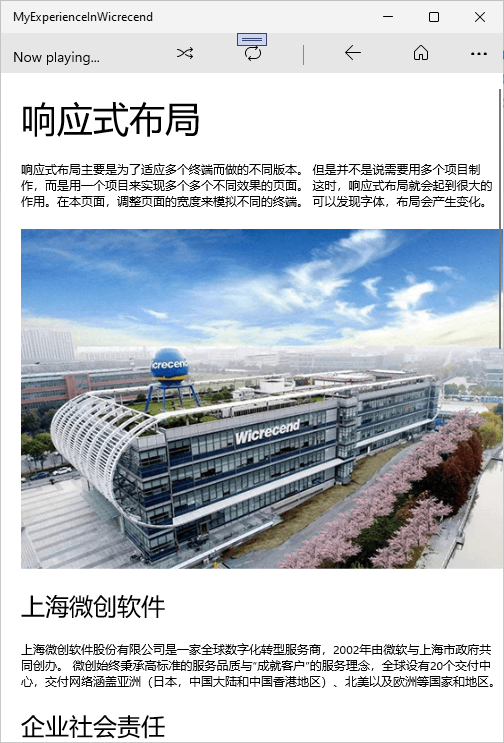 MyExperienceInWicrecend
Now playing...
响应式布局
响应式布局主要是为了适应多个终端而做的不同版本。 但是并不是说需要用多个项目制
作，而是用一个项目来实现多个多个不同效果的页面。 这时，响应式布局就会起到很大的
作用。在本页面，调整页面的宽度来模拟不同的终端。 可以发现字体，布局会产生变化。
icrecend
Wicrecend
上海微创软件
上海微创软件股份有限公司是一家全球数字化转型服务商，2002年由微软与上海市政府共
同创办。 微创始终秉承高标准的服务品质与“成就客户”的服务理念，全球设有20个交付中
心，交付网络涵盖亚洲（日本，中国大陆和中国香港地区）、北美以及欧洲等国家和地区。
企业社会责任